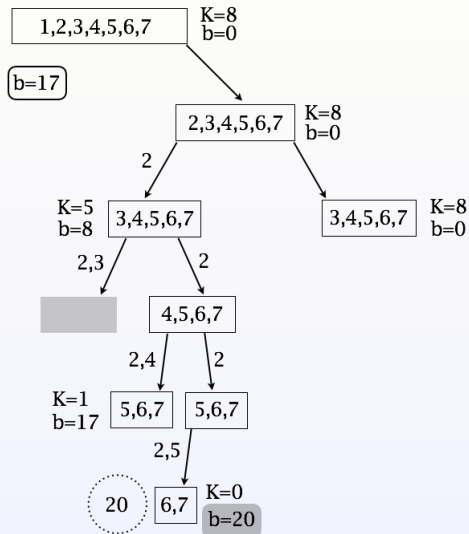 1,2,3,4,5,6,7
K=8
b=0
b=17
2,3,4,5,6,7
K=8
b=0
2
K=5
b=8
3,4,5,6,7
3,4,5,6,7
K=8
b=0
2,3
2
4,5,6,7
2,4
2
K=1
b=17
5,6,7
5,6,7
2,5
20
6,7
K=0
b=20